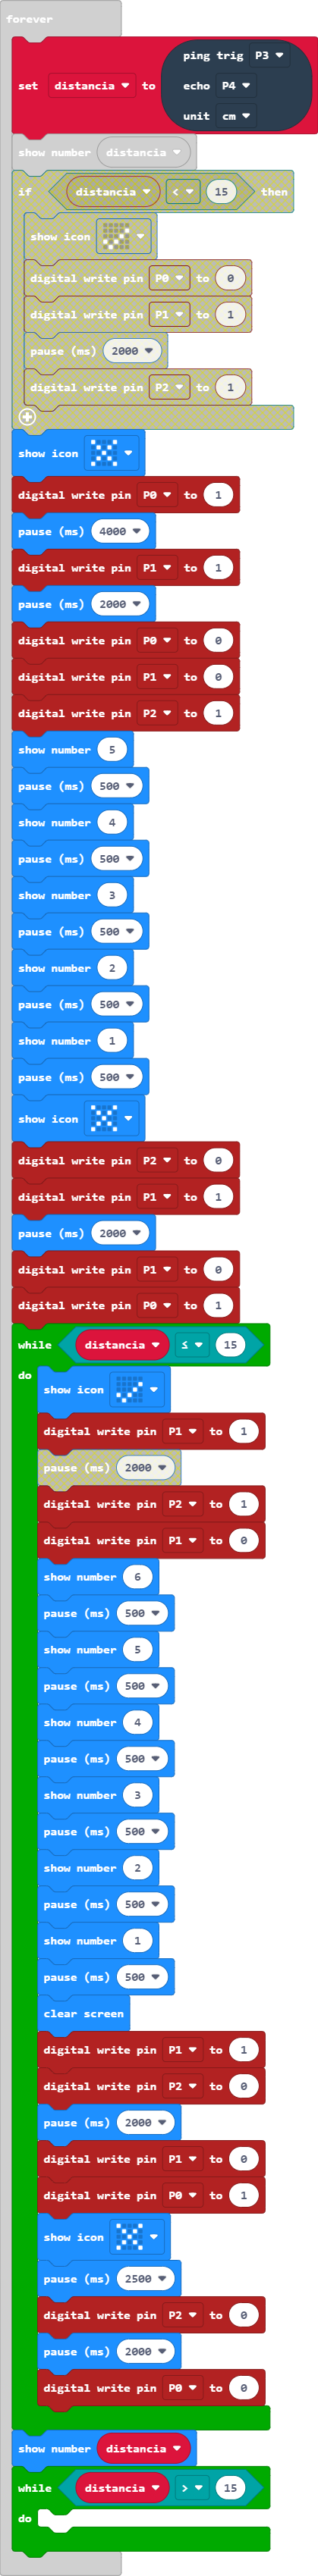 forever
ping trig P3
set distancia to echo P4
unit cm
show number distancia
if distancia < 15 then
show icon
digital write pin P0 to 0
digital write pin P1 to 1
pause (ms) 2000
digital write pin P2 to 1
show icon
digital write pin P0 to 1
pause (ms) 4000
digital write pin P1 to 1
pause (ms) 2000
digital write pin P0 to 0
digital write pin P1 to 0
digital write pin P2 to 1
show number 5
pause (ms) 500
show number 4
pause (ms) 500
show number 3
pause (ms) 500
show number 2
pause (ms) 500
show number 1
pause (ms) 500
show icon
digital write pin P2 to 0
digital write pin P1 to 1
pause (ms) 2000
digital write pin P1 to 0
digital write pin P0 to 1
while distancia ≤ 15
do
show icon
digital write pin P1 to 1
pause (ms) 2000
digital write pin P2 to 1
digital write pin P1 to 0
show number 6
pause (ms) 500
show number 5
pause (ms) 500
show number 4
pause (ms) 500
show number 3
pause (ms) 500
show number 2
pause (ms) 500
show number 1
pause (ms) 500
clear screen
digital write pin P1 to 1
digital write pin P2 to 0
pause (ms) 2000
digital write pin P1 to 0
digital write pin P0 to 1
show icon
pause (ms) 2500
digital write pin P2 to 0
pause (ms) 2000
digital write pin P0 to 0
show number distancia
while distancia > 15
do